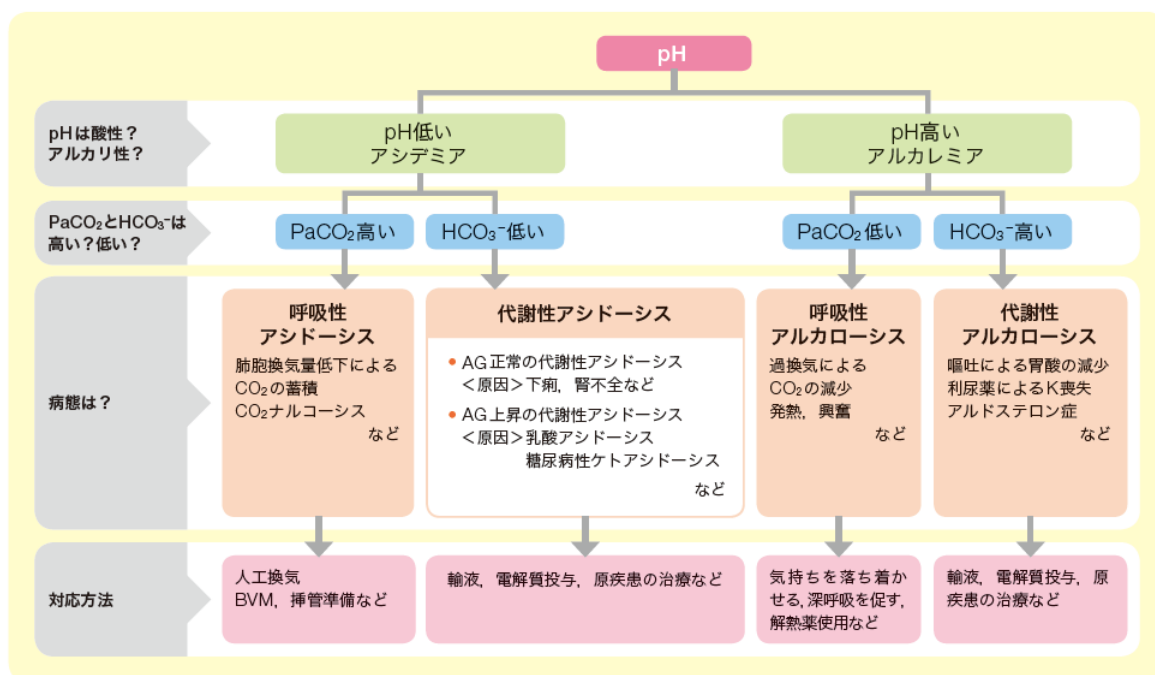 pH
pHは酸性？
アルカリ性？
pH低い
アシデミア
pH高い
アルカレミア
PaCO₂とHCO₃⁻は
高い？低い？
PaCO₂高い
HCO₃⁻低い
PaCO₂低い
HCO₃⁻高い
病態は？
呼吸性
アシドーシス
肺胞換気量低下による
CO₂の蓄積
CO₂ナルコーシス
など
代謝性アシドーシス
● AG正常の代謝性アシドーシス
＜原因＞下痢，腎不全など
● AG上昇の代謝性アシドーシス
＜原因＞乳酸アシドーシス
糖尿病性ケトアシドーシス
など
呼吸性
アルカローシス
過換気による
CO₂の減少
発熱，興奮
など
代謝性
アルカローシス
嘔吐による胃酸の減少
利尿薬によるK喪失
アルドステロン症
など
対応方法
人工換気
BVM，挿管準備など
輸液，電解質投与，原疾患の治療など
気持ちを落ち着か
せる，深呼吸を促す，
解熱薬使用など
輸液，電解質投与，原
疾患の治療など